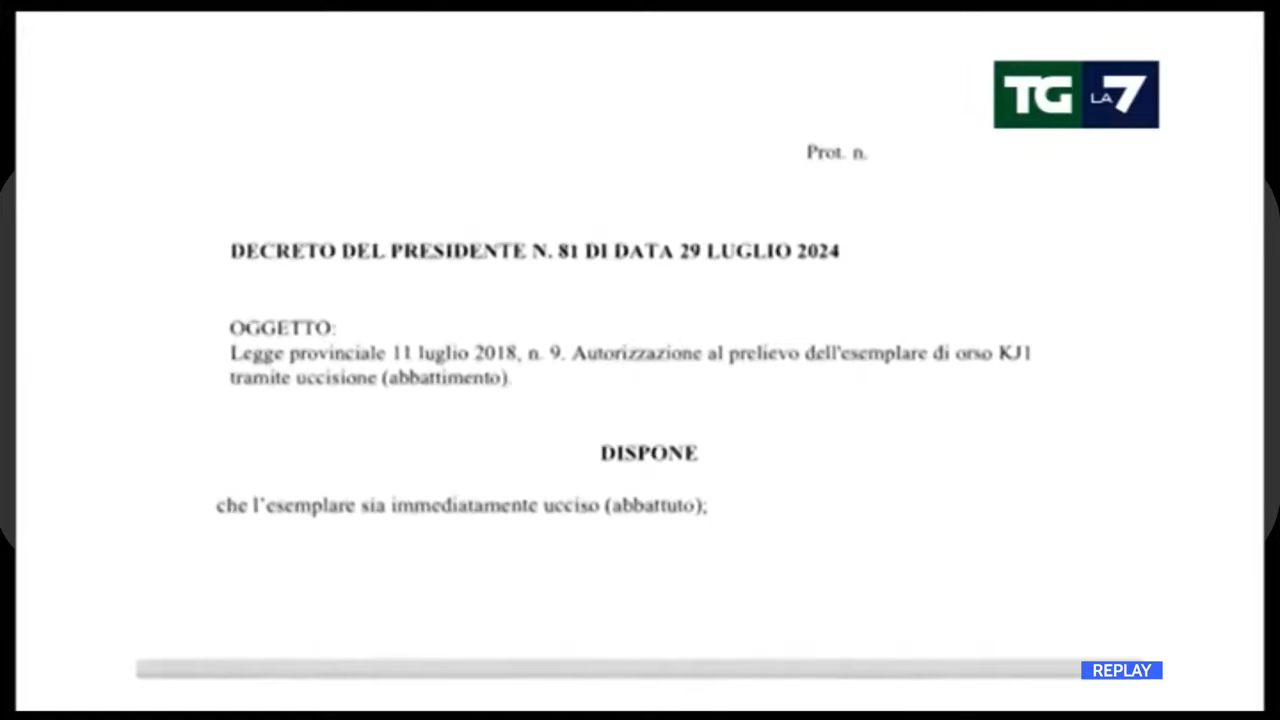 TG LA7
Prot. n.
DECRETO DEL PRESIDENTE N. 81 DI DATA 29 LUGLIO 2024
OGGETTO:
Legge provinciale 11 luglio 2018, n. 9. Autorizzazione al prelievo dell'esemplare di orso KJ1
tramite uccisione (abbattimento).
DISPONE
che l'esemplare sia immediatamente ucciso (abbattuto);
REPLAY